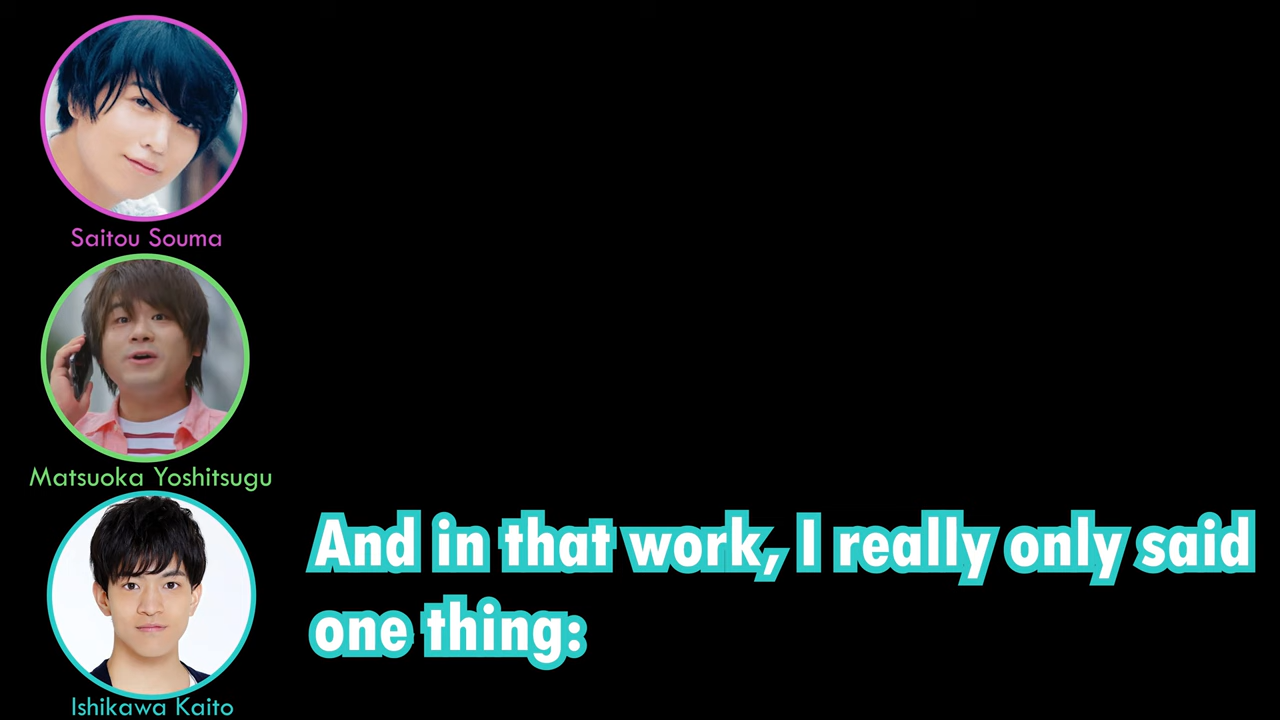 Saitou Souma
Matsuoka Yoshitsugu
And in that work, I really only said
one thing:
Ishikawa Kaito